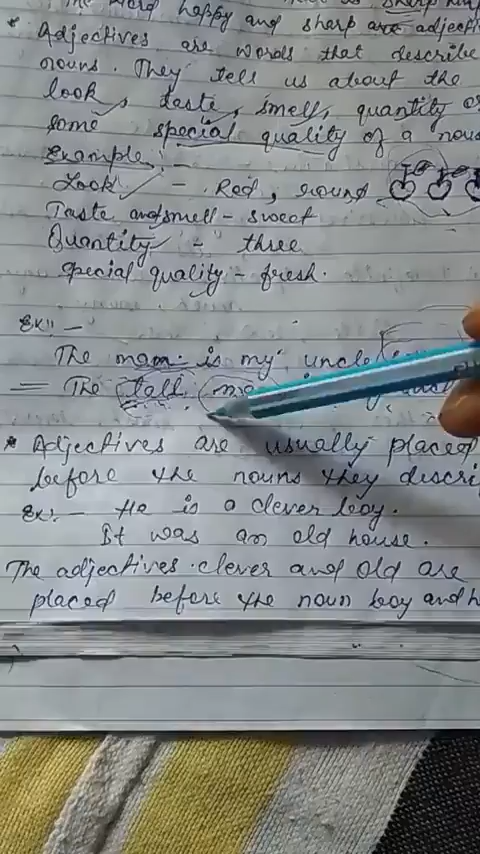 The word happy and sharp are adjecti
* Adjectives are words that describe
nouns. They tell us about the
look, taste, smell, quantity or
some special quality of a nou
Example :-
Look - Red, round
Taste and smell - sweet
Quantity - three
special quality - fresh.
Ex!! -
The man is my uncle
= The tall
* Adjectives are usually placed
before the nouns they descri
Ex! - He is a clever boy.
It was an old house.
The adjectives clever and old are
placed before the noun boy and h